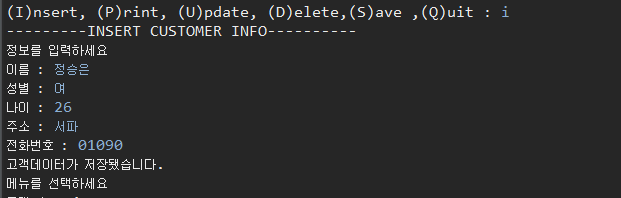 (I)nsert, (P)rint, (U)pdate, (D)elete,(S)ave ,(Q)uit : i
---------INSERT CUSTOMER INFO----------
정보를 입력하세요
이름 : 정승은
성별 : 여
나이 : 26
주소 : 서파
전화번호 : 01090
고객데이터가 저장됐습니다.
메뉴를 선택하세요